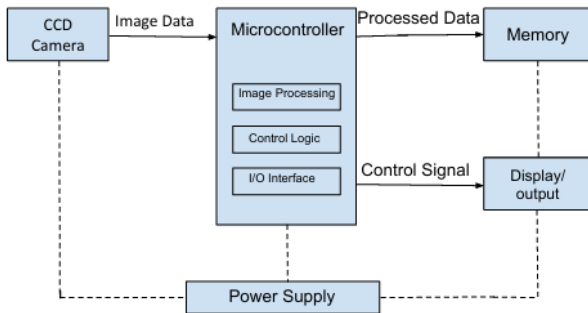 CCD
Camera
Image Data
Microcontroller
Processed Data
Memory
Image Processing
Control Logic
I/O Interface
Control Signal
Display/
output
Power Supply